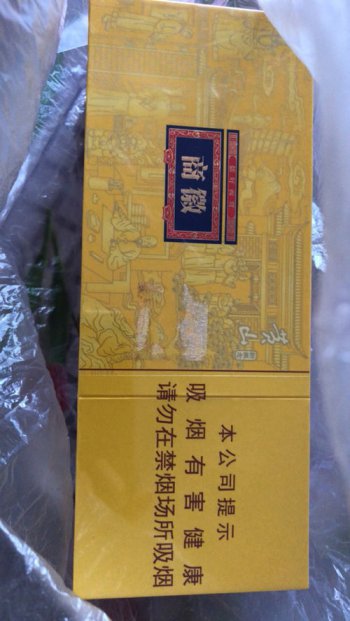 徽商
黄山
本公司提示
吸烟有害健康
请勿在禁烟场所吸烟